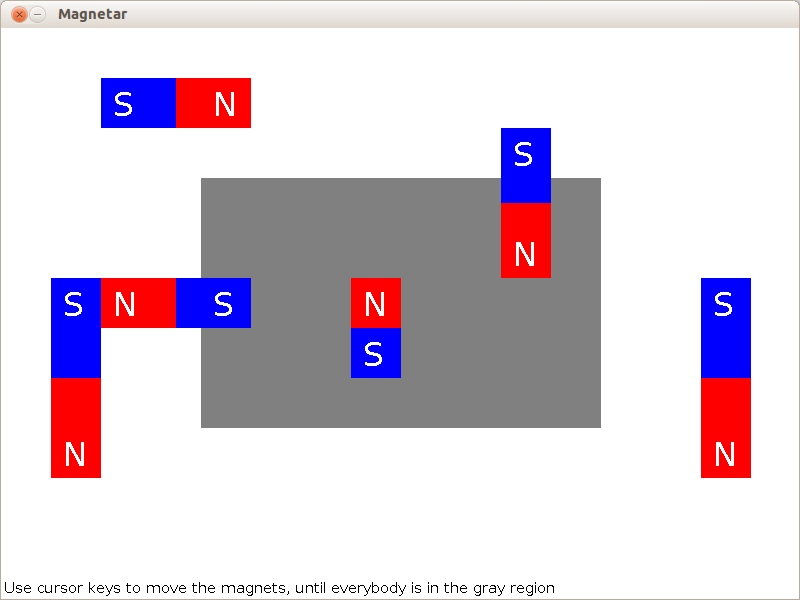 Magnetar
S N
S
N
S N S N S
S
N N
Use cursor keys to move the magnets, until everybody is in the gray region